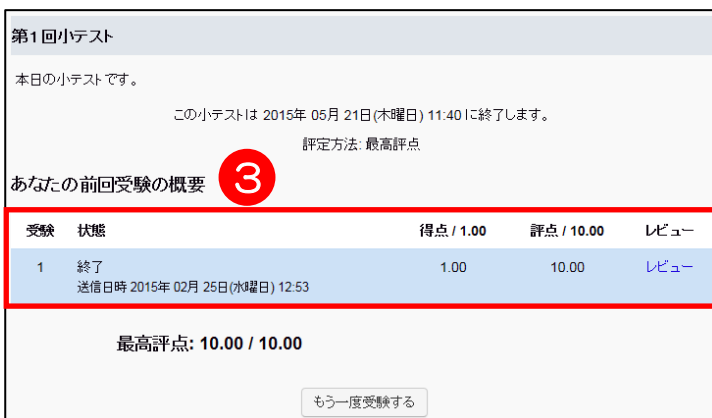 第1回小テスト
本日の小テストです。
この小テストは 2015年 05月 21日(木曜日) 11:40 に終了します。
評定方法: 最高評点
あなたの前回受験の概要 3
受験 状態 得点 / 1.00 評点 / 10.00 レビュー
1 終了 1.00 10.00 レビュー
送信日時 2015年 02月 25日(水曜日) 12:53
最高評点: 10.00 / 10.00
もう一度受験する